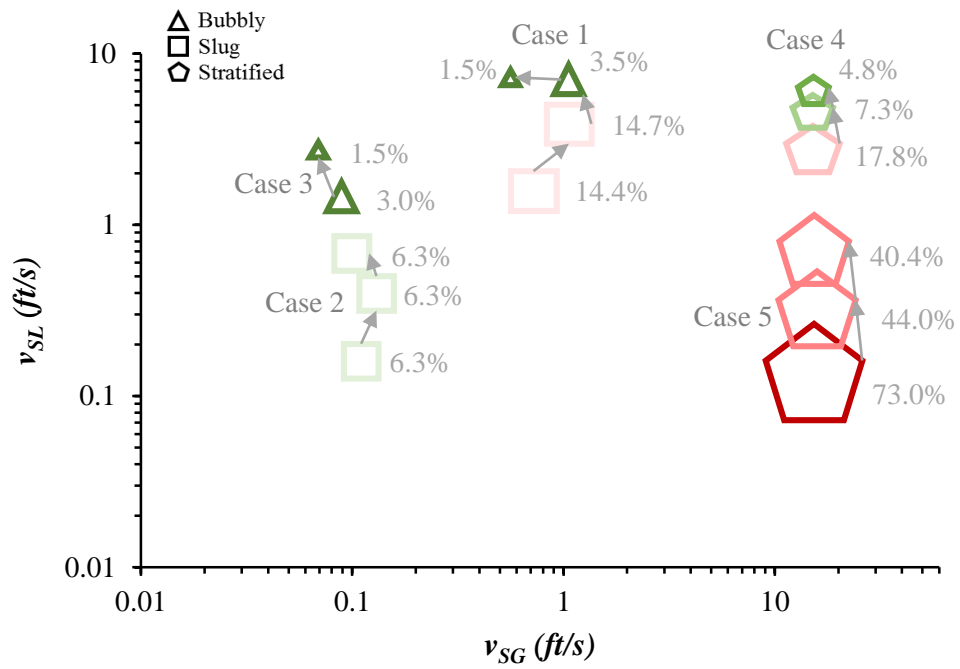 Bubbly
Slug
Stratified
Case 1
Case 4
10
1.5%
3.5%
4.8%
7.3%
14.7%
17.8%
1.5%
Case 3
3.0%
14.4%
1
6.3%
40.4%
Case 2
6.3%
Case 5
44.0%
6.3%
73.0%
0.1
0.01
0.01
0.1
1
10
vSL (ft/s)
vSG (ft/s)